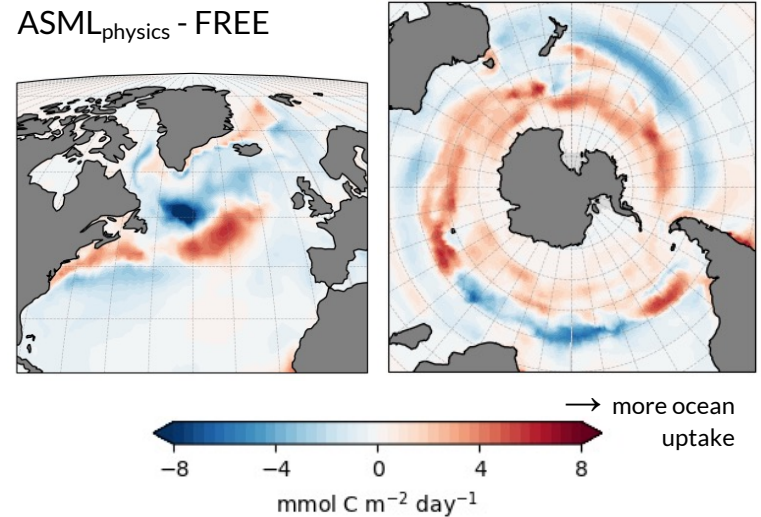 ASMLphysics - FREE
→ more ocean
uptake
−8 −4 0 4 8
mmol C m⁻² day⁻¹